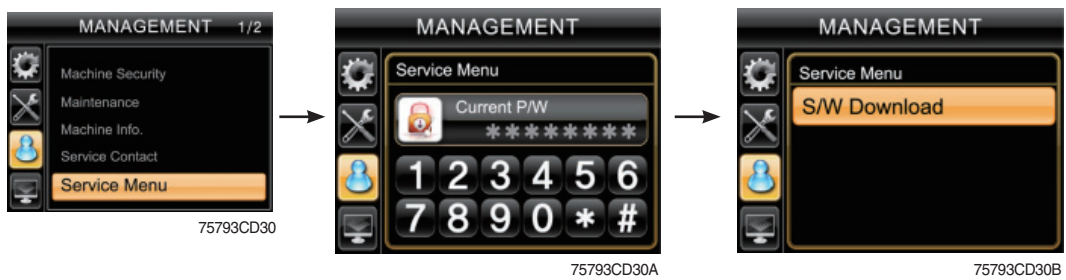 MANAGEMENT 1/2
Machine Security
Maintenance
Machine Info.
Service Contact
Service Menu
75793CD30
MANAGEMENT
Service Menu
Current P/W
********
1 2 3 4 5 6
7 8 9 0 * #
75793CD30A
MANAGEMENT
Service Menu
S/W Download
75793CD30B